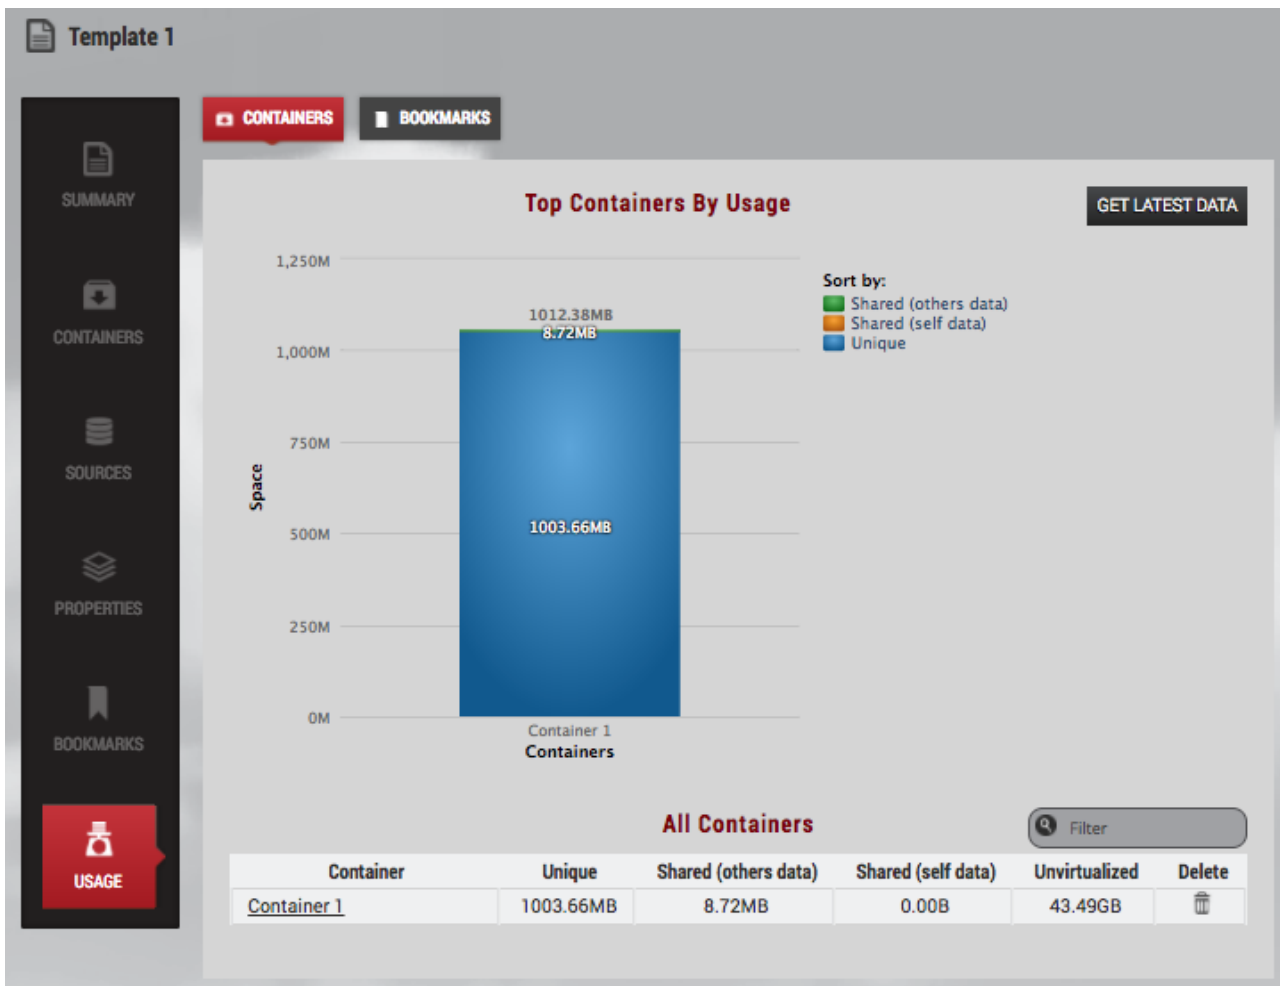 Template 1
CONTAINERS
BOOKMARKS
SUMMARY
CONTAINERS
SOURCES
PROPERTIES
BOOKMARKS
USAGE
Top Containers By Usage
GET LATEST DATA
1,250M
1,000M
750M
500M
250M
0M
Space
1012.38MB
8.72MB
1003.66MB
Container 1
Containers
Sort by:
Shared (others data)
Shared (self data)
Unique
All Containers
Filter
Container Unique Shared (others data) Shared (self data) Unvirtualized Delete
Container 1 1003.66MB 8.72MB 0.00B 43.49GB